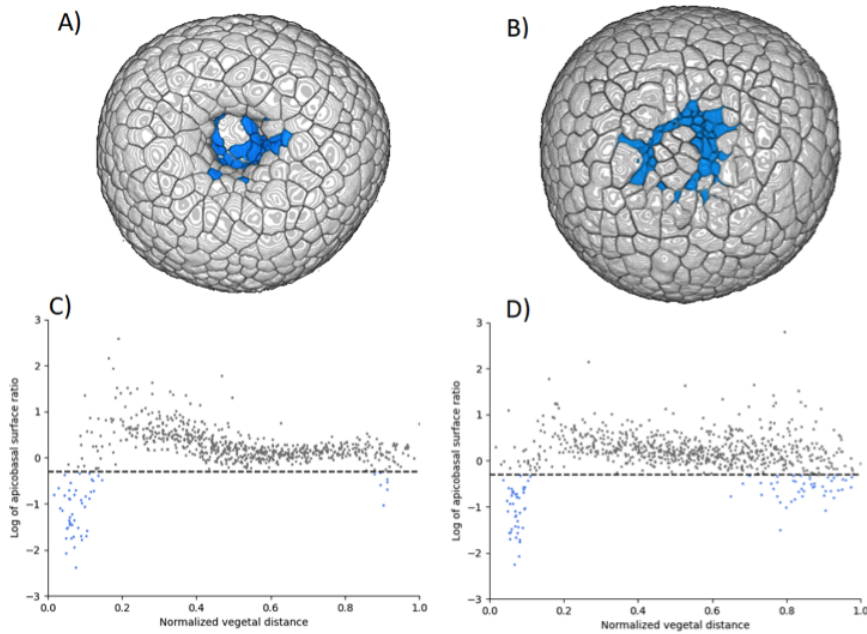 A)
B)
C)
D)
3
2
1
0
−1
−2
−3
Log of apicobasal surface ratio
0.0 0.2 0.4 0.6 0.8 1.0
Normalized vegetal distance
3
2
1
0
−1
−2
−3
Log of apicobasal surface ratio
0.0 0.2 0.4 0.6 0.8 1.0
Normalized vegetal distance